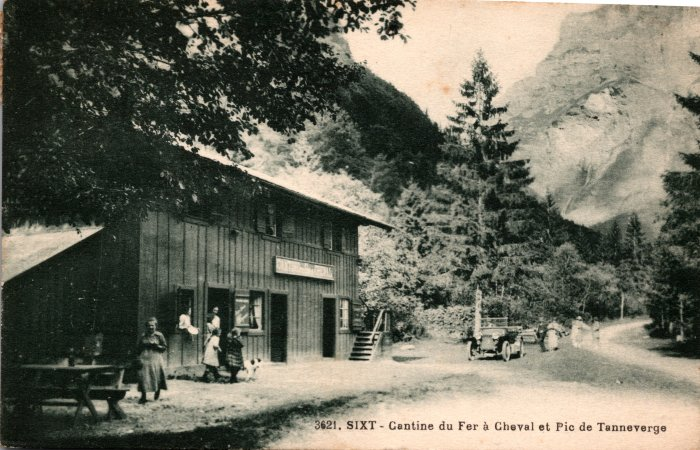 3621. SIXT - Cantine du Fer à Cheval et Pic de Tanneverge